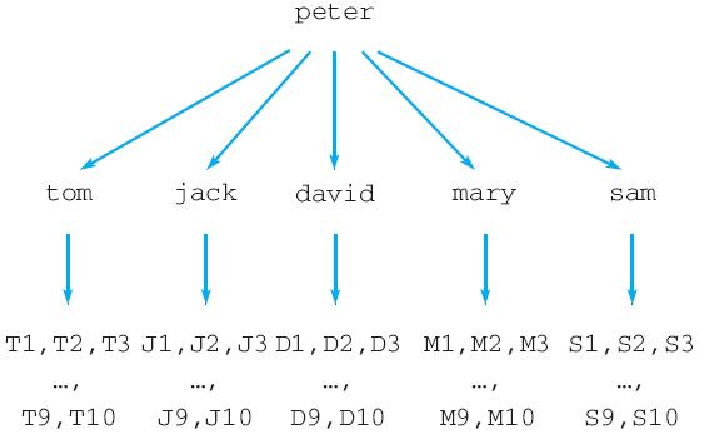 peter
tom jack david mary sam
T1,T2,T3 J1,J2,J3 D1,D2,D3 M1,M2,M3 S1,S2,S3
…, …, …, …, …,
T9,T10 J9,J10 D9,D10 M9,M10 S9,S10